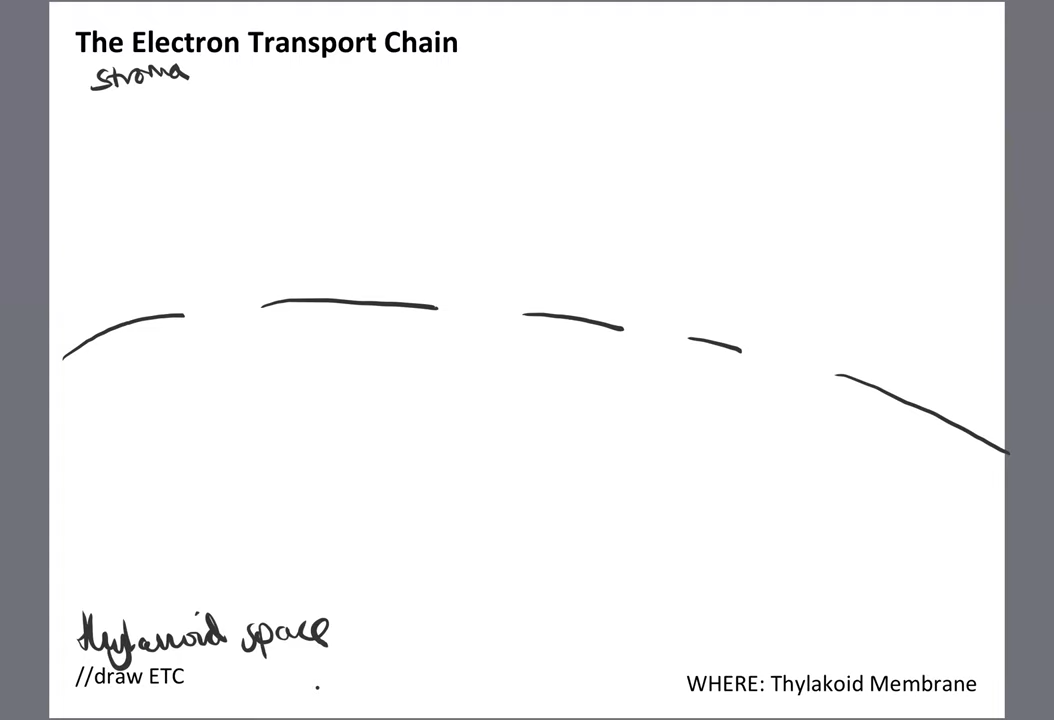 The Electron Transport Chain
stroma
thylakoid space
//draw ETC
WHERE: Thylakoid Membrane